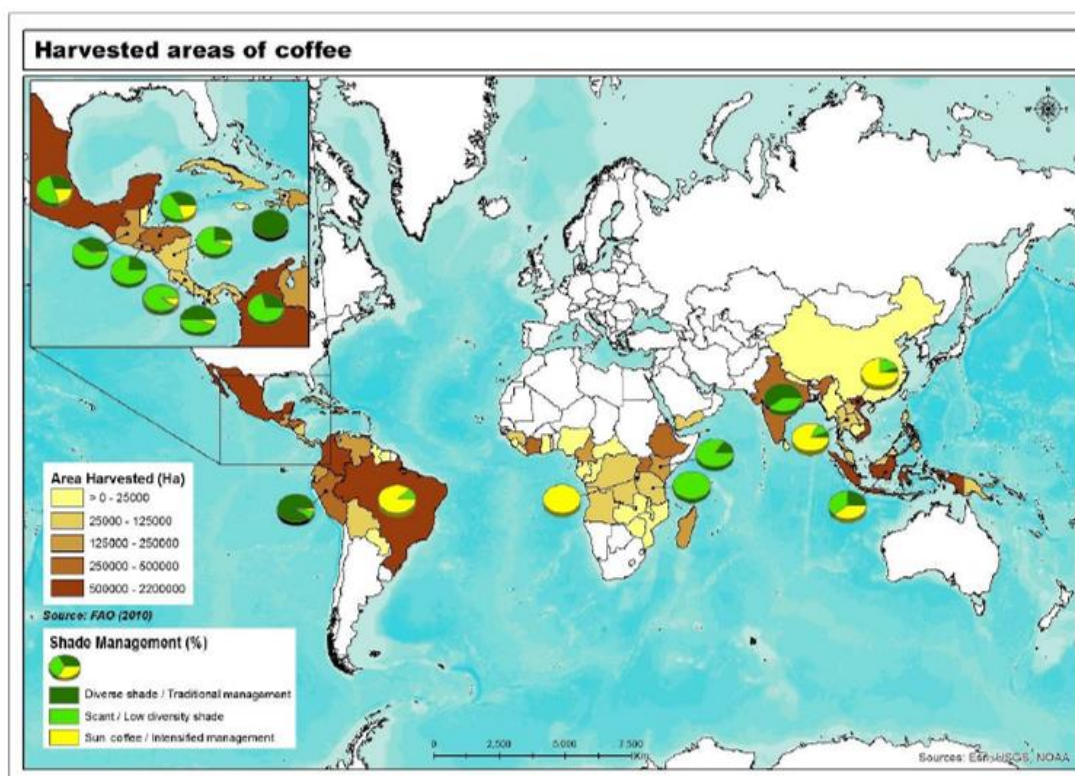 Harvested areas of coffee
Area Harvested (Ha)
> 0 - 25000
25000 - 125000
125000 - 250000
250000 - 500000
500000 - 2200000
Source: FAO (2010)
Shade Management (%)
Diverse shade / Traditional management
Scant / Low diversity shade
Sun coffee / Intensified management
0 2,500 5,000 7,500
Sources: Esri, USGS, NOAA